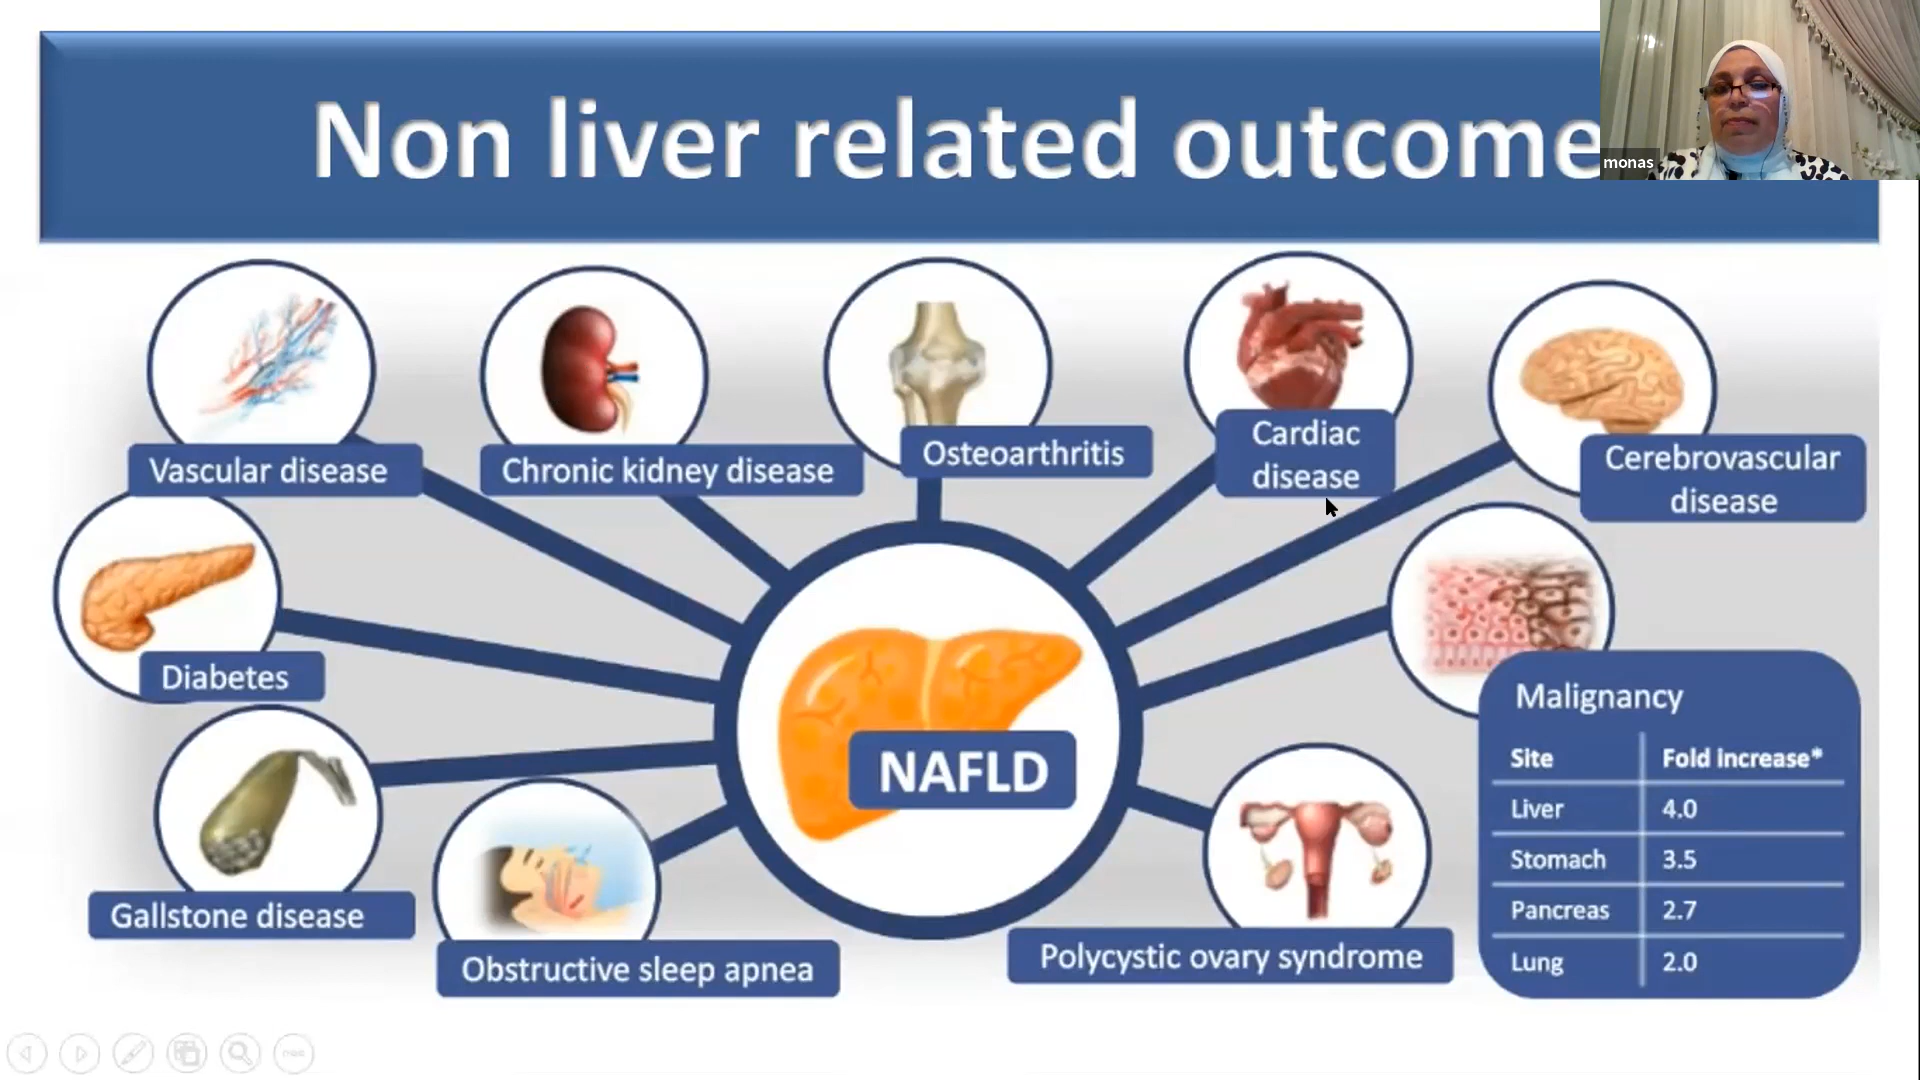 Non liver related outcome
monas
Vascular disease
Chronic kidney disease
Osteoarthritis
Cardiac
disease
Cerebrovascular
disease
Diabetes
NAFLD
Malignancy
Site Fold increase*
Liver 4.0
Stomach 3.5
Pancreas 2.7
Lung 2.0
Gallstone disease
Obstructive sleep apnea
Polycystic ovary syndrome